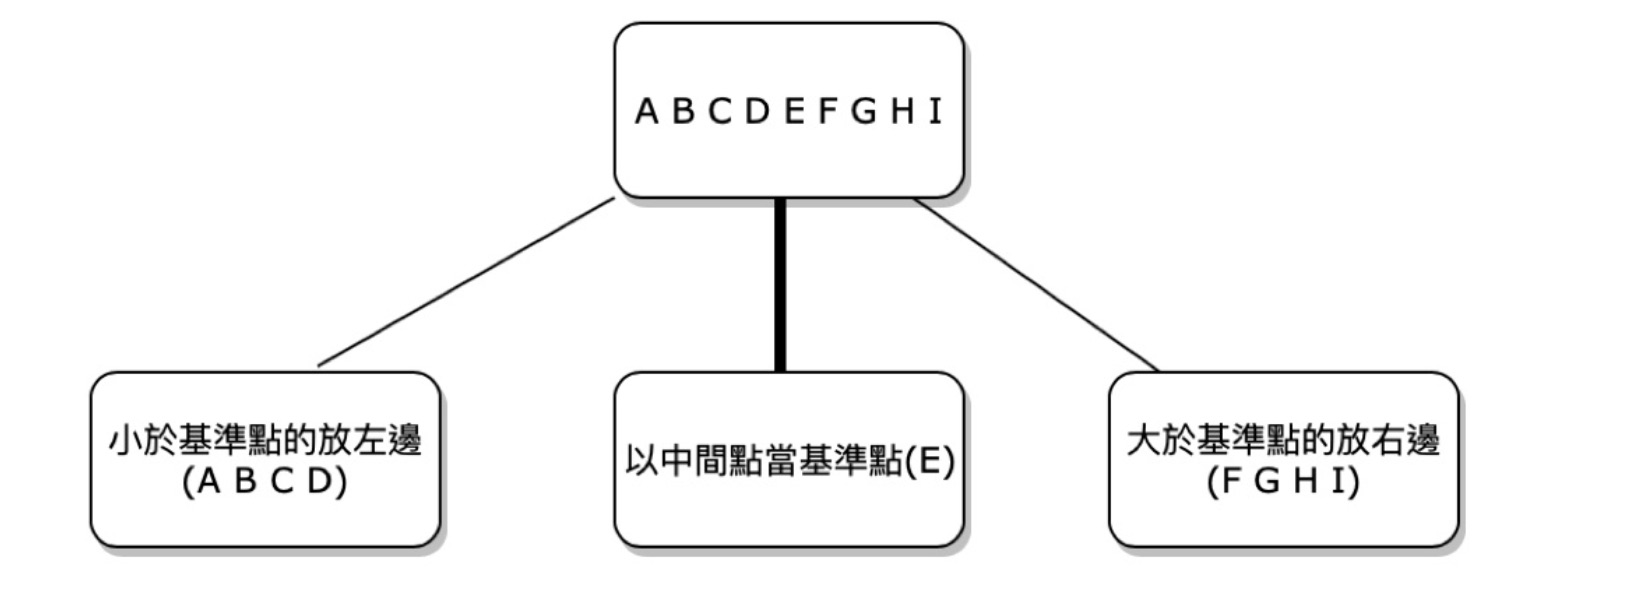 A B C D E F G H I
小於基準點的放左邊
(A B C D)
以中間點當基準點(E)
大於基準點的放右邊
(F G H I)